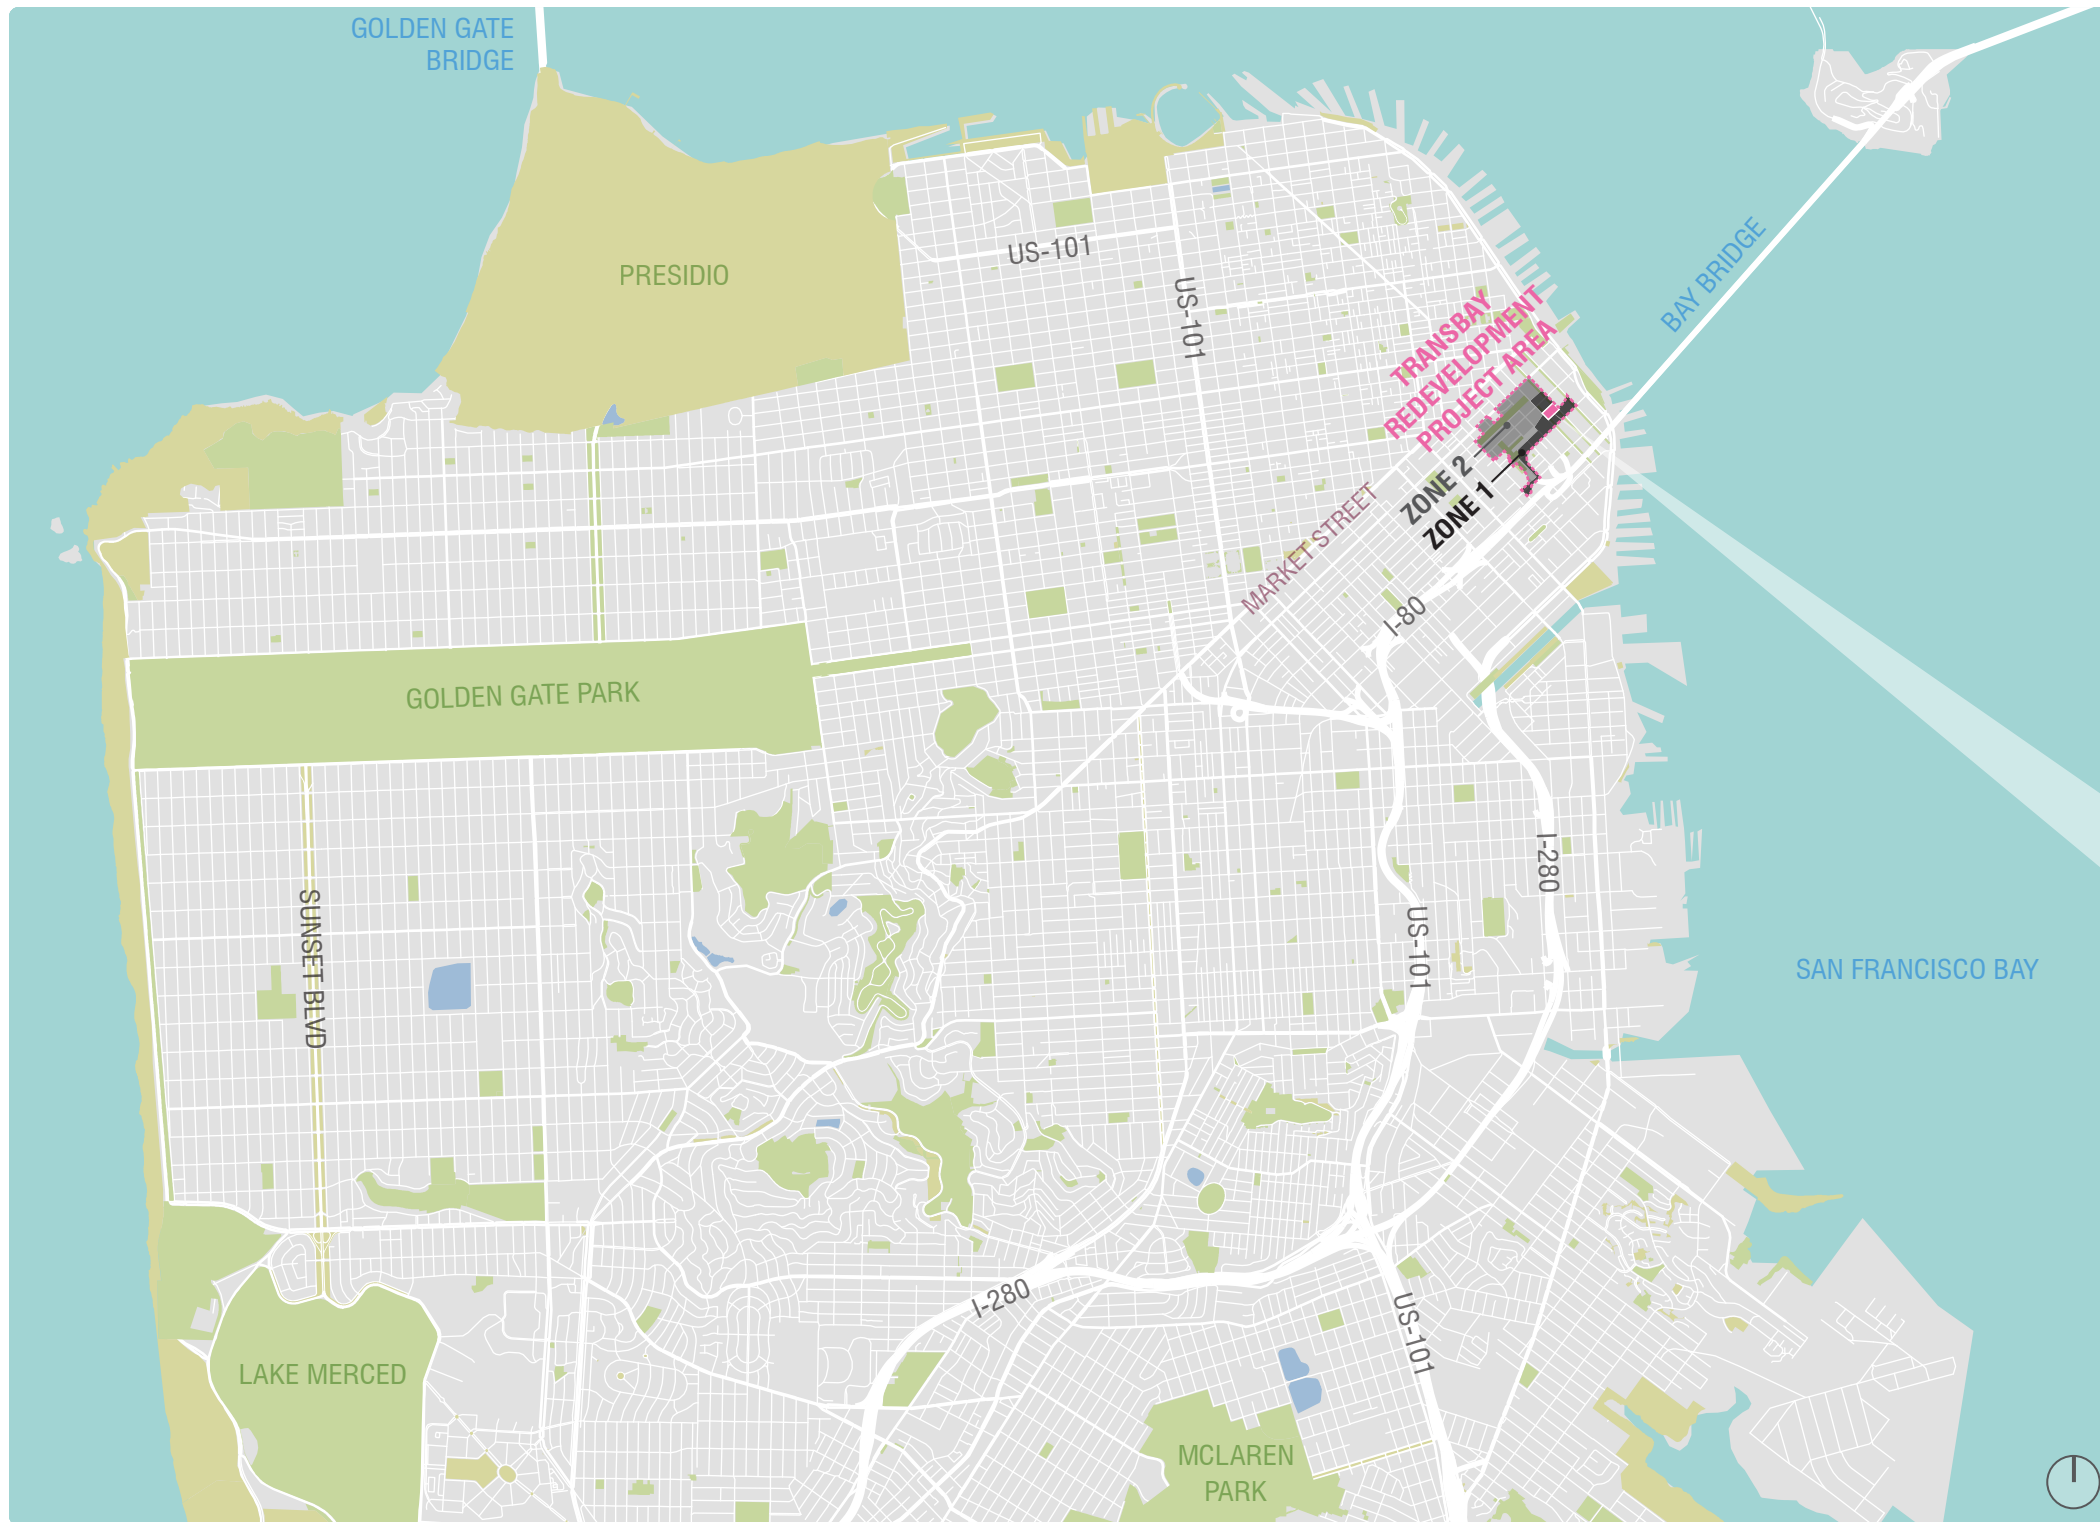 GOLDEN GATE
BRIDGE
PRESIDIO
US-101
US-101
BAY BRIDGE
TRANSBAY
REDEVELOPMENT
PROJECT AREA
ZONE 2
ZONE 1
MARKET STREET
I-80
GOLDEN GATE PARK
SUNSET BLVD
I-280
US-101
SAN FRANCISCO BAY
I-280
US-101
LAKE MERCED
MCLAREN
PARK